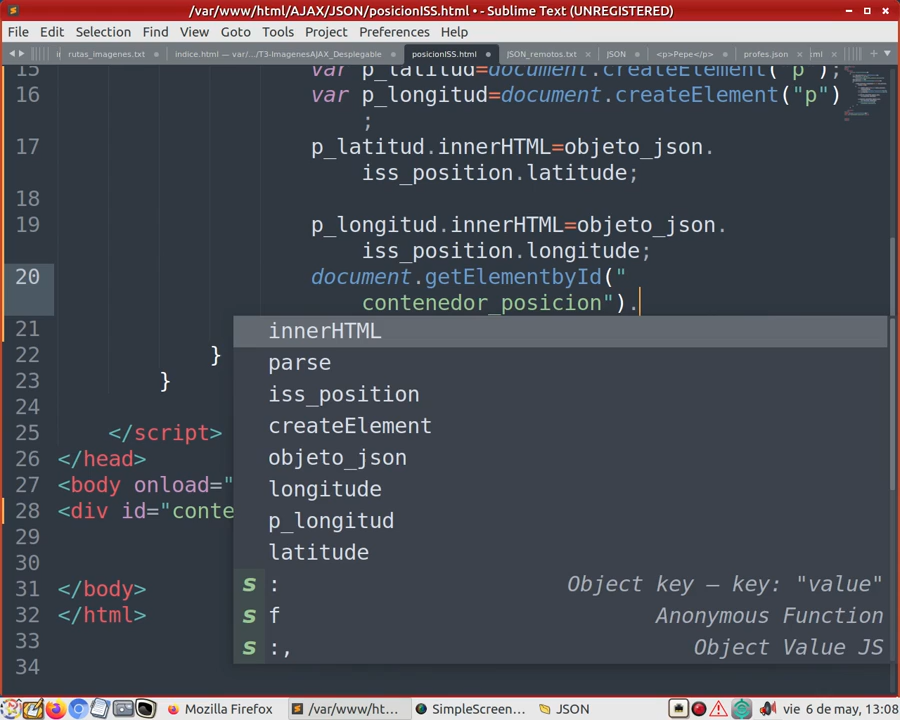 /var/www/html/AJAX/JSON/posicionISS.html • - Sublime Text (UNREGISTERED)
File Edit Selection Find View Goto Tools Project Preferences Help
rutas_imagenes.txt indice.html — var/.../T3-ImagenesAJAX_Desplegable posicionISS.html JSON_remotos.txt JSON <p>Pepe</p> profes.json
15 var p_latitud=document.createElement("p");
16 var p_longitud=document.createElement("p")
;
17 p_latitud.innerHTML=objeto_json.
iss_position.latitude;
18
19 p_longitud.innerHTML=objeto_json.
iss_position.longitude;
20 document.getElementbyId("
contenedor_posicion").
21
innerHTML
22 }
parse
23 }
iss_position
24
createElement
25 </script>
26 </head>
objeto_json
27 <body onload="
longitude
28 <div id="conte
p_longitud
29
latitude
30
: Object key — key: "value"
31 </body>
32 </html>
f Anonymous Function
33
:, Object Value JS
34
Mozilla Firefox /var/www/ht... SimpleScreen... JSON vie 6 de may, 13:08